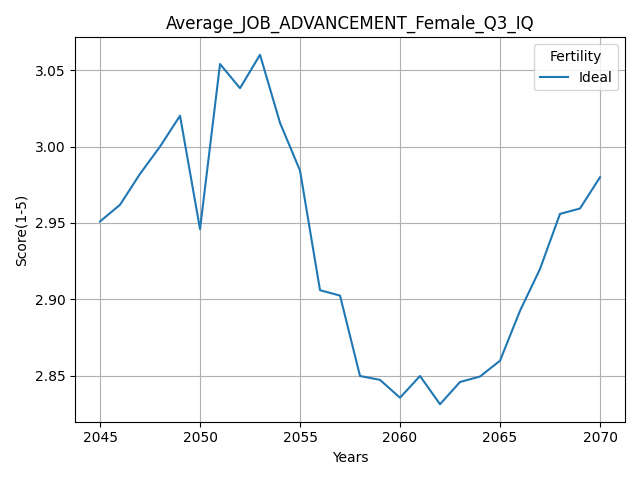 Average_JOB_ADVANCEMENT_Female_Q3_IQ
Fertility
Ideal
Score(1-5)
3.05
3.00
2.95
2.90
2.85
2045 2050 2055 2060 2065 2070
Years